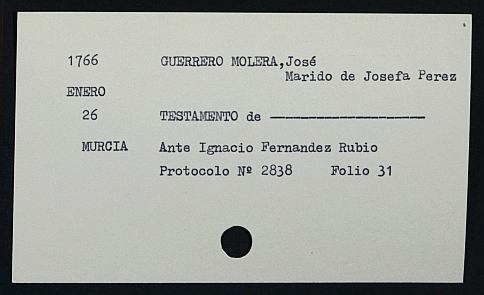 1766 GUERRERO MOLERA,José
Marido de Josefa Perez
ENERO
26 TESTAMENTO de --------------------
MURCIA Ante Ignacio Fernandez Rubio
Protocolo Nº 2838 Folio 31